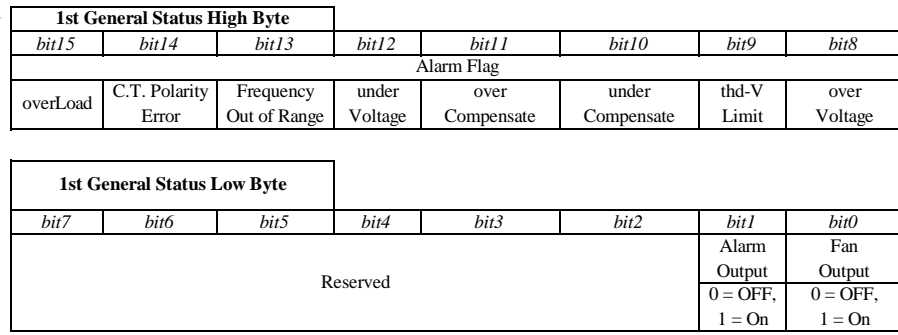 1st General Status High Byte
bit15 bit14 bit13 bit12 bit11 bit10 bit9 bit8
Alarm Flag
overLoad C.T. Polarity Error Frequency Out of Range under Voltage over Compensate under Compensate thd-V Limit over Voltage
1st General Status Low Byte
bit7 bit6 bit5 bit4 bit3 bit2 bit1 bit0
Reserved
Alarm Output
Fan Output
0 = OFF, 1 = On
0 = OFF, 1 = On